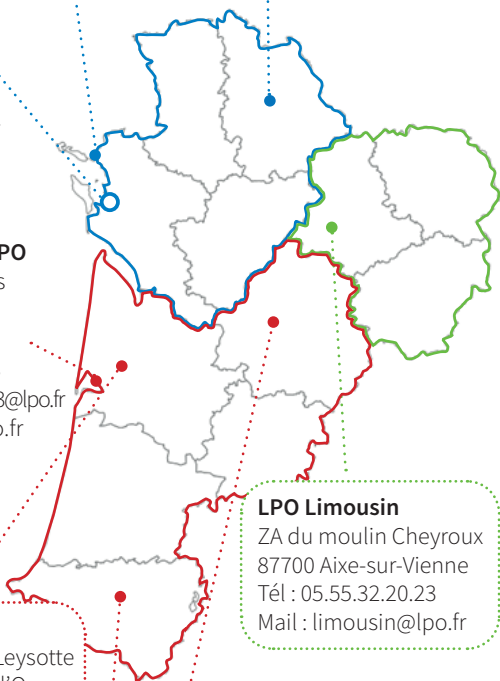 PO
s
3@lpo.fr
o.fr
LPO Limousin
ZA du moulin Cheyroux
87700 Aixe-sur-Vienne
Tél : 05.55.32.20.23
Mail : limousin@lpo.fr
Leysotte